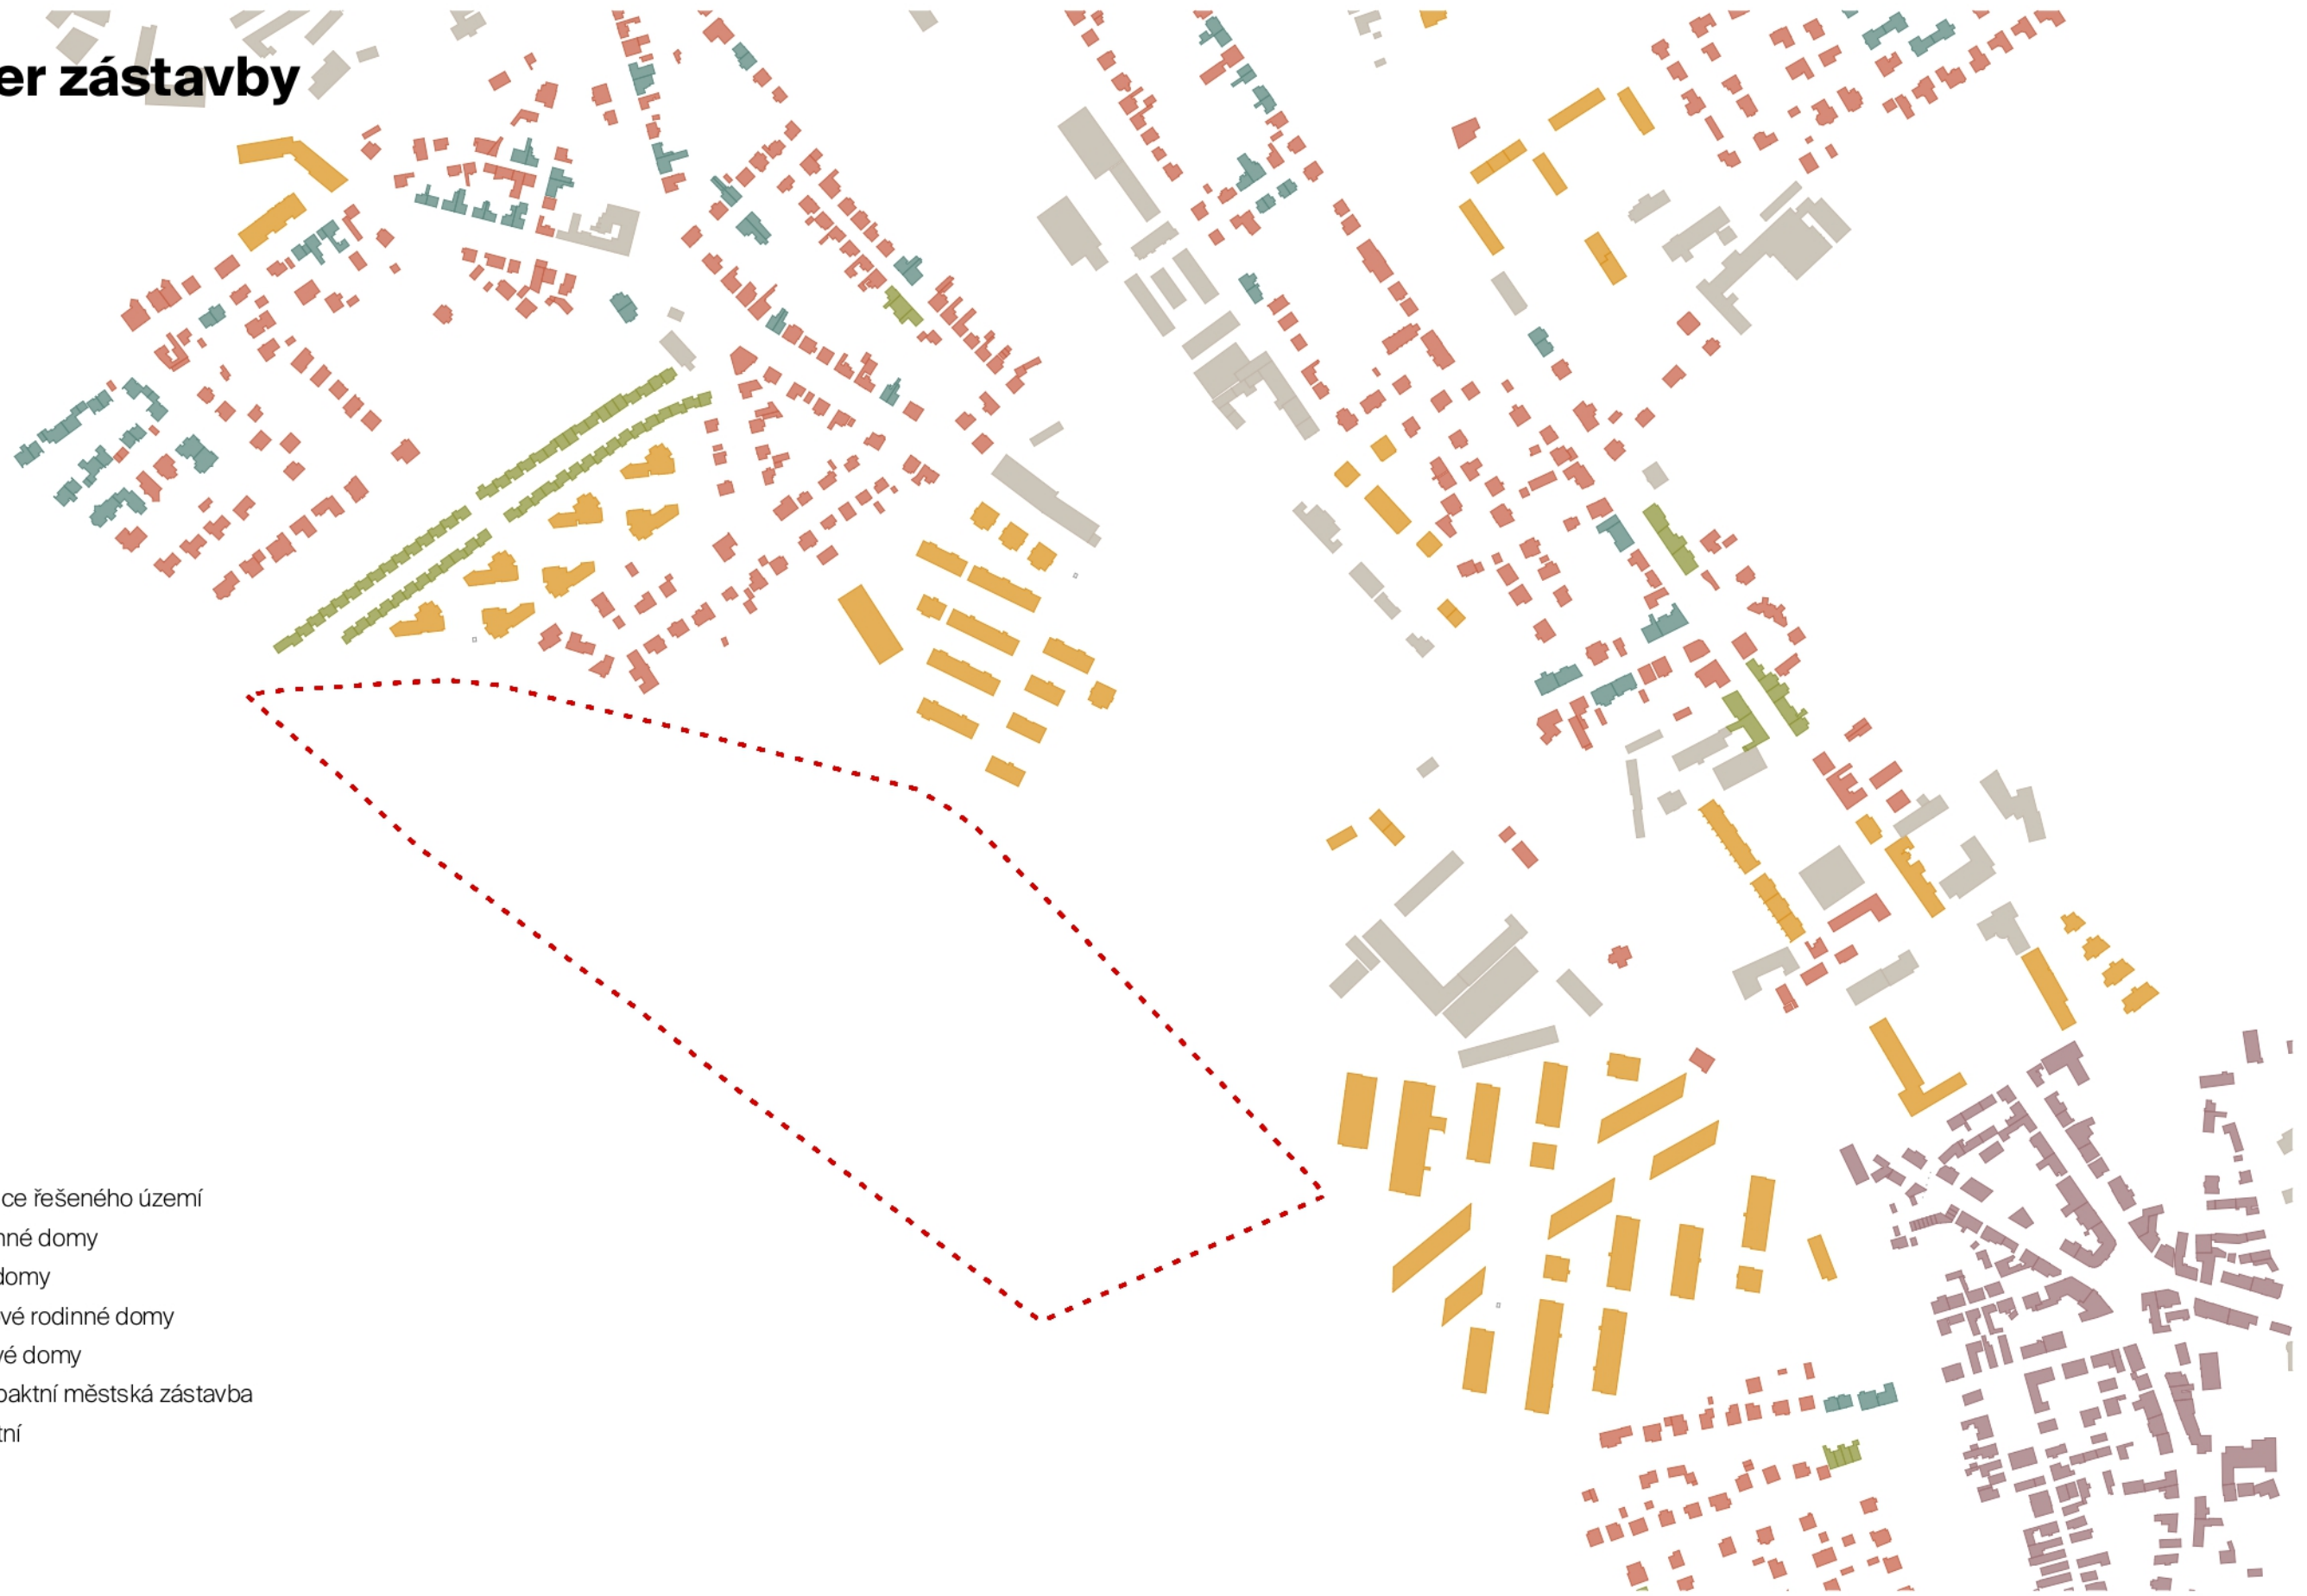 er zástavby
ce řešeného území
nné domy
domy
vé rodinné domy
vé domy
paktní městská zástavba
tní